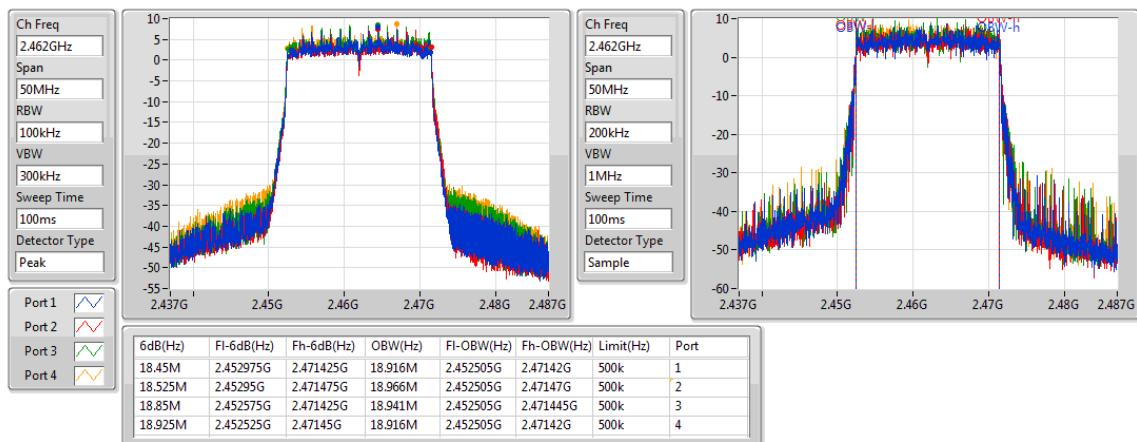 Ch Freq
2.462GHz
Span
50MHz
RBW
100kHz
VBW
300kHz
Sweep Time
100ms
Detector Type
Peak
10
5
0
-5
-10
-15
-20
-25
-30
-35
-40
-45
-50
-55
2.437G
2.45G
2.46G
2.47G
2.48G
2.487G
Ch Freq
2.462GHz
Span
50MHz
RBW
200kHz
VBW
1MHz
Sweep Time
100ms
Detector Type
Sample
10
0
-10
-20
-30
-40
-50
-60
OBW-h
2.437G
2.45G
2.46G
2.47G
2.48G
2.487G
Port 1
Port 2
Port 3
Port 4
6dB(Hz) Fl-6dB(Hz) Fh-6dB(Hz) OBW(Hz) Fl-OBW(Hz) Fh-OBW(Hz) Limit(Hz) Port
18.45M 2.452975G 2.471425G 18.916M 2.452505G 2.47142G 500k 1
18.525M 2.45295G 2.471475G 18.966M 2.452505G 2.47147G 500k 2
18.85M 2.452575G 2.471425G 18.941M 2.452505G 2.471445G 500k 3
18.925M 2.452525G 2.47145G 18.916M 2.452505G 2.47142G 500k 4